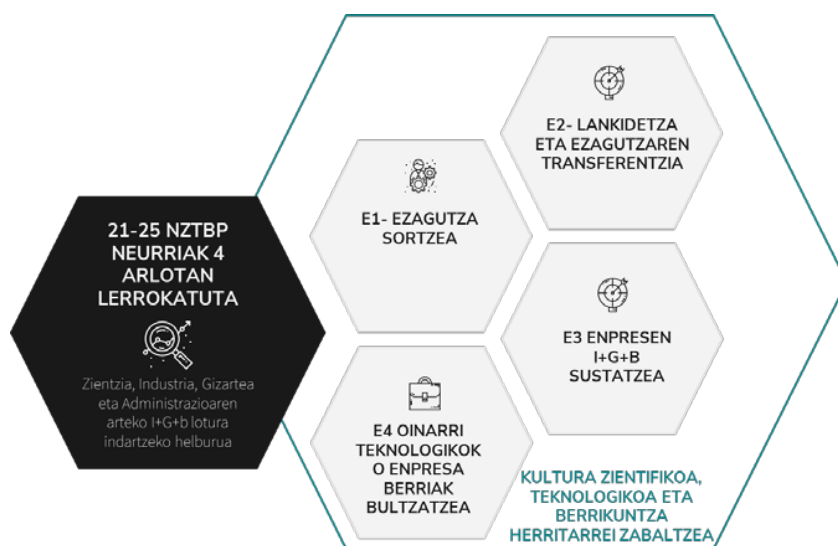 21-25 NZTBP
NEURRIAK 4
ARLOTAN
LERROKATUTA
Zientzia, Industria, Gizartea
eta Administrazioaren
arteko I+G+b lotura
indartzeko helburua
E1- EZAGUTZA
SORTZEA
E2- LANKIDETZA
ETA EZAGUTZAREN
TRANSFERENTZIA
E3 ENPRESEN
I+G+B
SUSTATZEA
E4 OINARRI
TEKNOLOGIKOK
O ENPRESA
BERRIAK
BULTZATZEA
KULTURA ZIENTIFIKOA,
TEKNOLOGIKOA ETA
BERRIKUNTZA
HERRITARREI ZABALTZEA